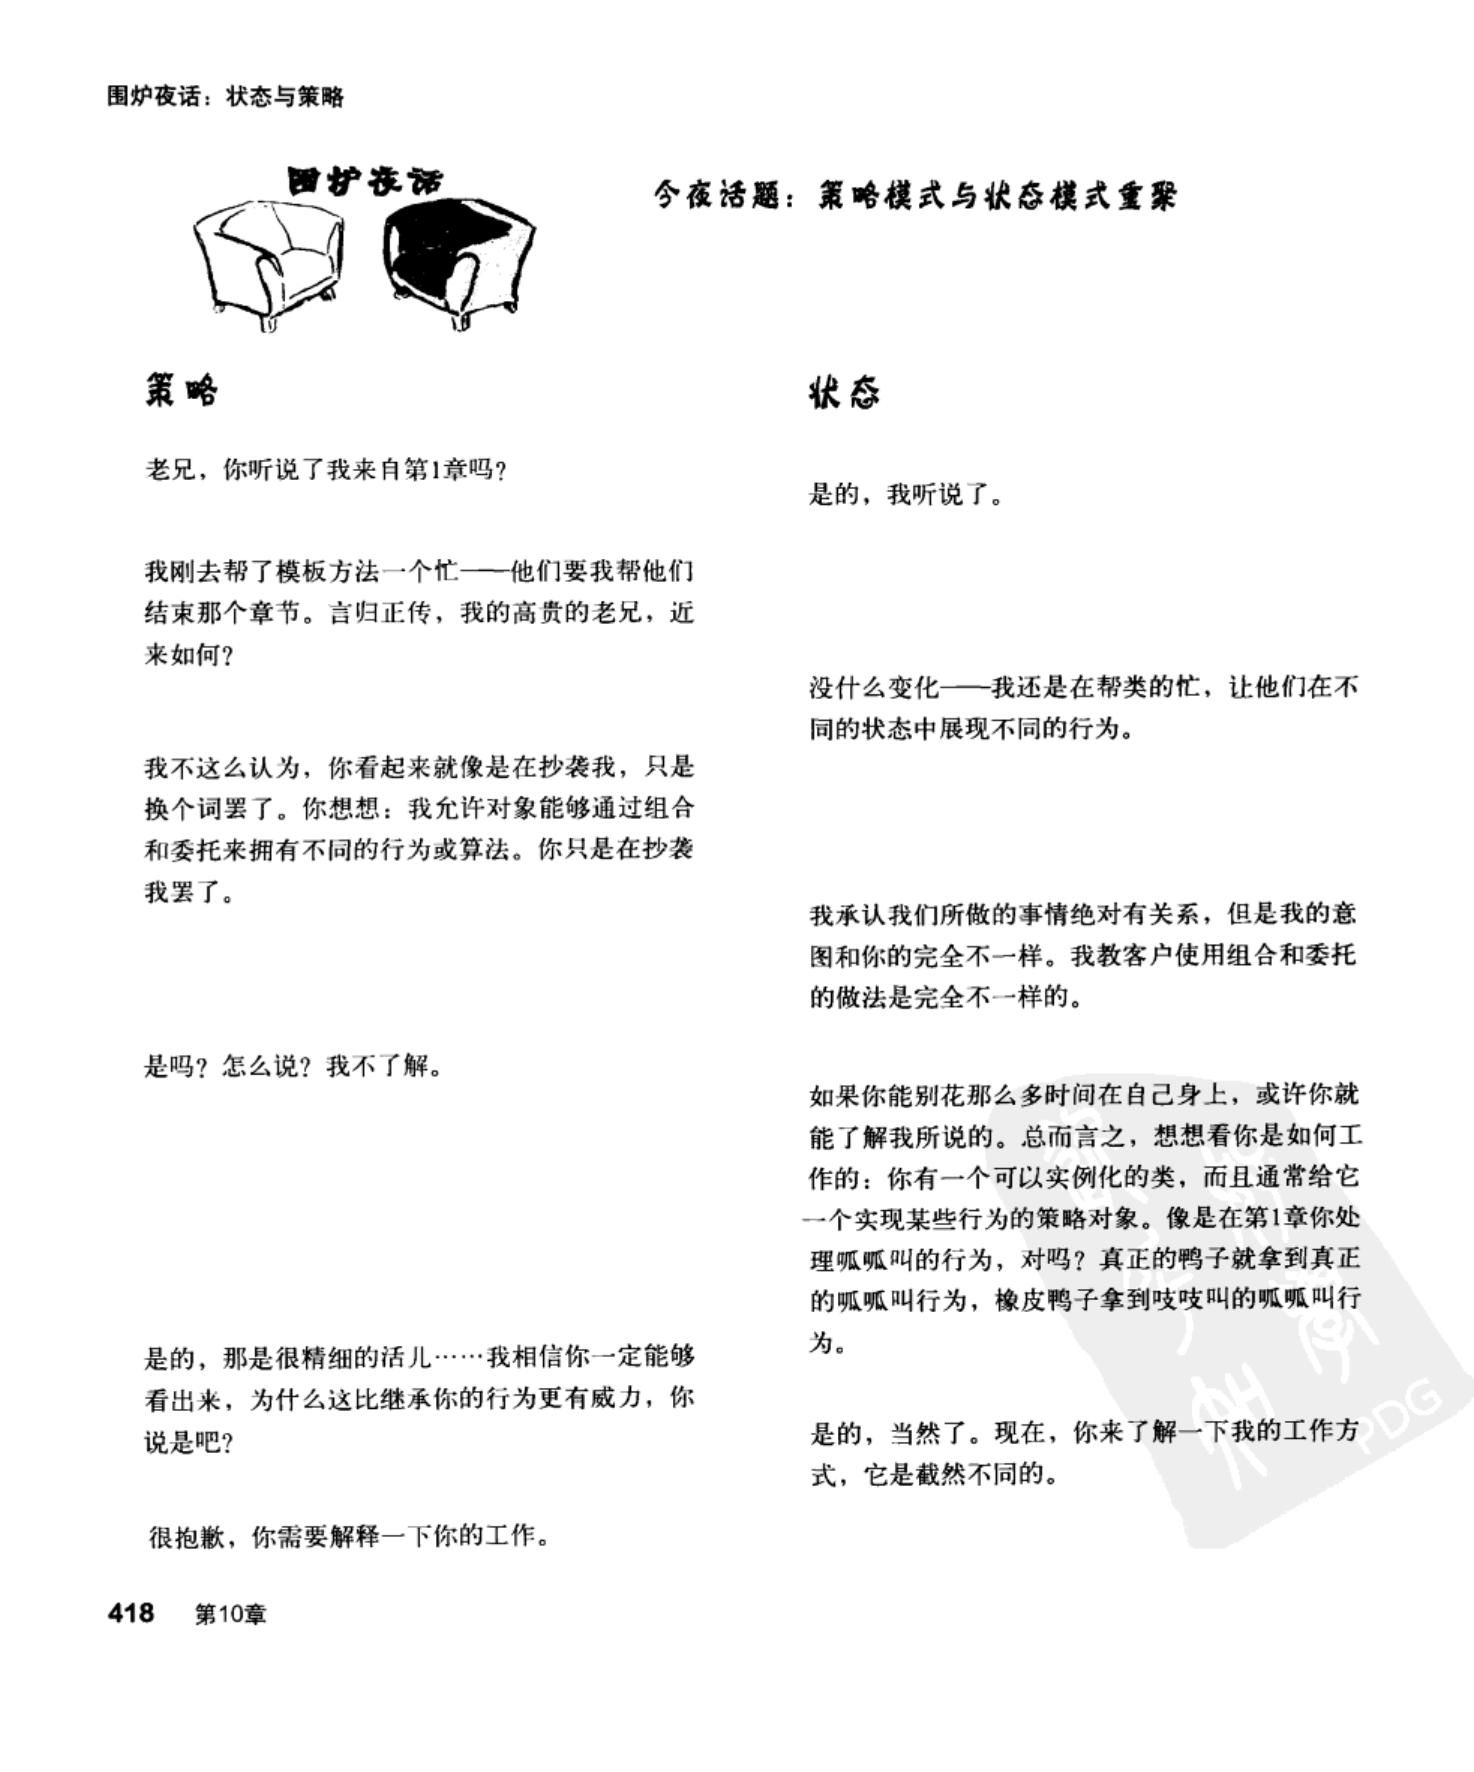 围炉夜话：状态与策略
围炉夜话
今夜话题：策略模式与状态模式重聚
策略
老兄，你听说了我来自第1章吗？
我刚去帮了模板方法一个忙——他们要我帮他们
结束那个章节。言归正传，我的高贵的老兄，近
来如何？
我不这么认为，你看起来就像是在抄袭我，只是
换个词罢了。你想想：我允许对象能够通过组合
和委托来拥有不同的行为或算法。你只是在抄袭
我罢了。
是吗？怎么说？我不了解。
是的，那是很精细的活儿……我相信你一定能够
看出来，为什么这比继承你的行为更有威力，你
说是吧？
很抱歉，你需要解释一下你的工作。
状态
是的，我听说了。
没什么变化——我还是在帮类的忙，让他们在不
同的状态中展现不同的行为。
我承认我们所做的事情绝对有关系，但是我的意
图和你的完全不一样。我教客户使用组合和委托
的做法是完全不一样的。
如果你能别花那么多时间在自己身上，或许你就
能了解我所说的。总而言之，想想看你是如何工
作的：你有一个可以实例化的类，而且通常给它
一个实现某些行为的策略对象。像是在第1章你处
理呱呱叫的行为，对吗？真正的鸭子就拿到真正
的呱呱叫行为，橡皮鸭子拿到吱吱叫的呱呱叫行
为。
是的，当然了。现在，你来了解一下我的工作方
式，它是截然不同的。
PDG
418 第10章